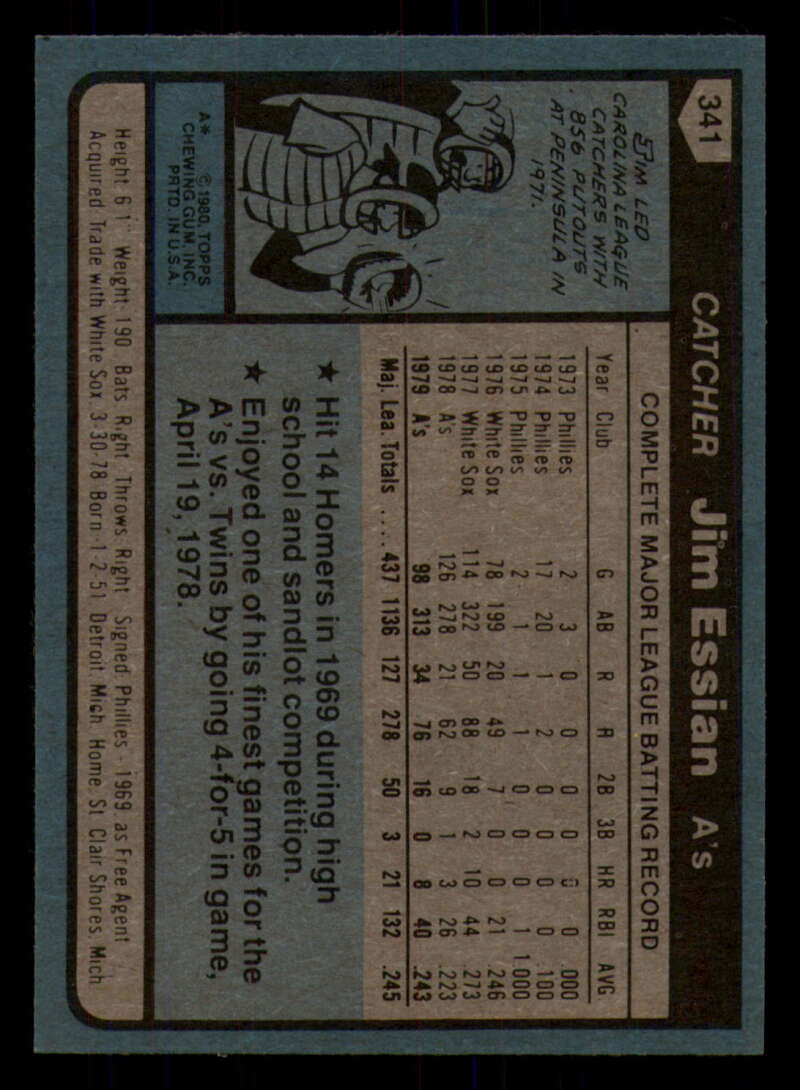 341
CATCHER Jim Essian A's
JIM LED
CAROLINA LEAGUE
CATCHERS WITH
856 PUTOUTS
AT PENINSULA IN
1971.
A* © 1980, TOPPS
CHEWING GUM, INC.
PRTD. IN U.S.A.
COMPLETE MAJOR LEAGUE BATTING RECORD
Year Club G AB R H 2B 3B HR RBI AVG
1973 Phillies 2 3 0 0 0 0 0 0 .000
1974 Phillies 17 20 1 2 0 0 0 0 .100
1975 Phillies 2 1 1 1 0 0 0 1 1.000
1976 White Sox 78 199 20 49 7 0 0 21 .246
1977 White Sox 114 322 50 88 18 2 10 44 .273
1978 A's 126 278 21 62 9 1 3 26 .223
1979 A's 98 313 34 76 16 0 8 40 .243
Maj. Lea. Totals .... 437 1136 127 278 50 3 21 132 .245
★ Hit 14 Homers in 1969 during high
school and sandlot competition.
★ Enjoyed one of his finest games for the
A's vs. Twins by going 4-for-5 in game,
April 19, 1978.
Height 6'1" Weight 190 Bats Right Throws Right Signed Phillies - 1969 as Free Agent
Acquired Trade with White Sox 3-30-78 Born 1-2-51 Detroit Mich Home St Clair Shores Mich